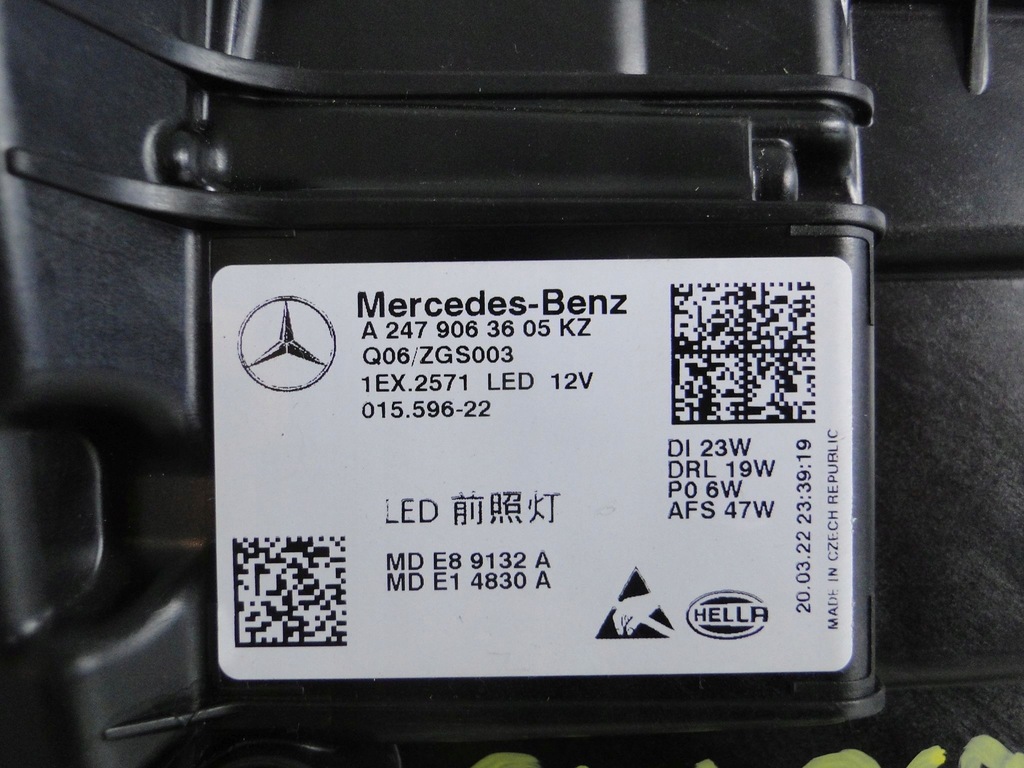 Mercedes-Benz
A 247 906 36 05 KZ
Q06/ZGS003
1EX.2571 LED 12V
015.596-22
DI 23W
DRL 19W
P0 6W
AFS 47W
20.03.22 23:39:19
MADE IN CZECH REPUBLIC
LED 前照灯
MD E8 9132 A
MD E1 4830 A
HELLA